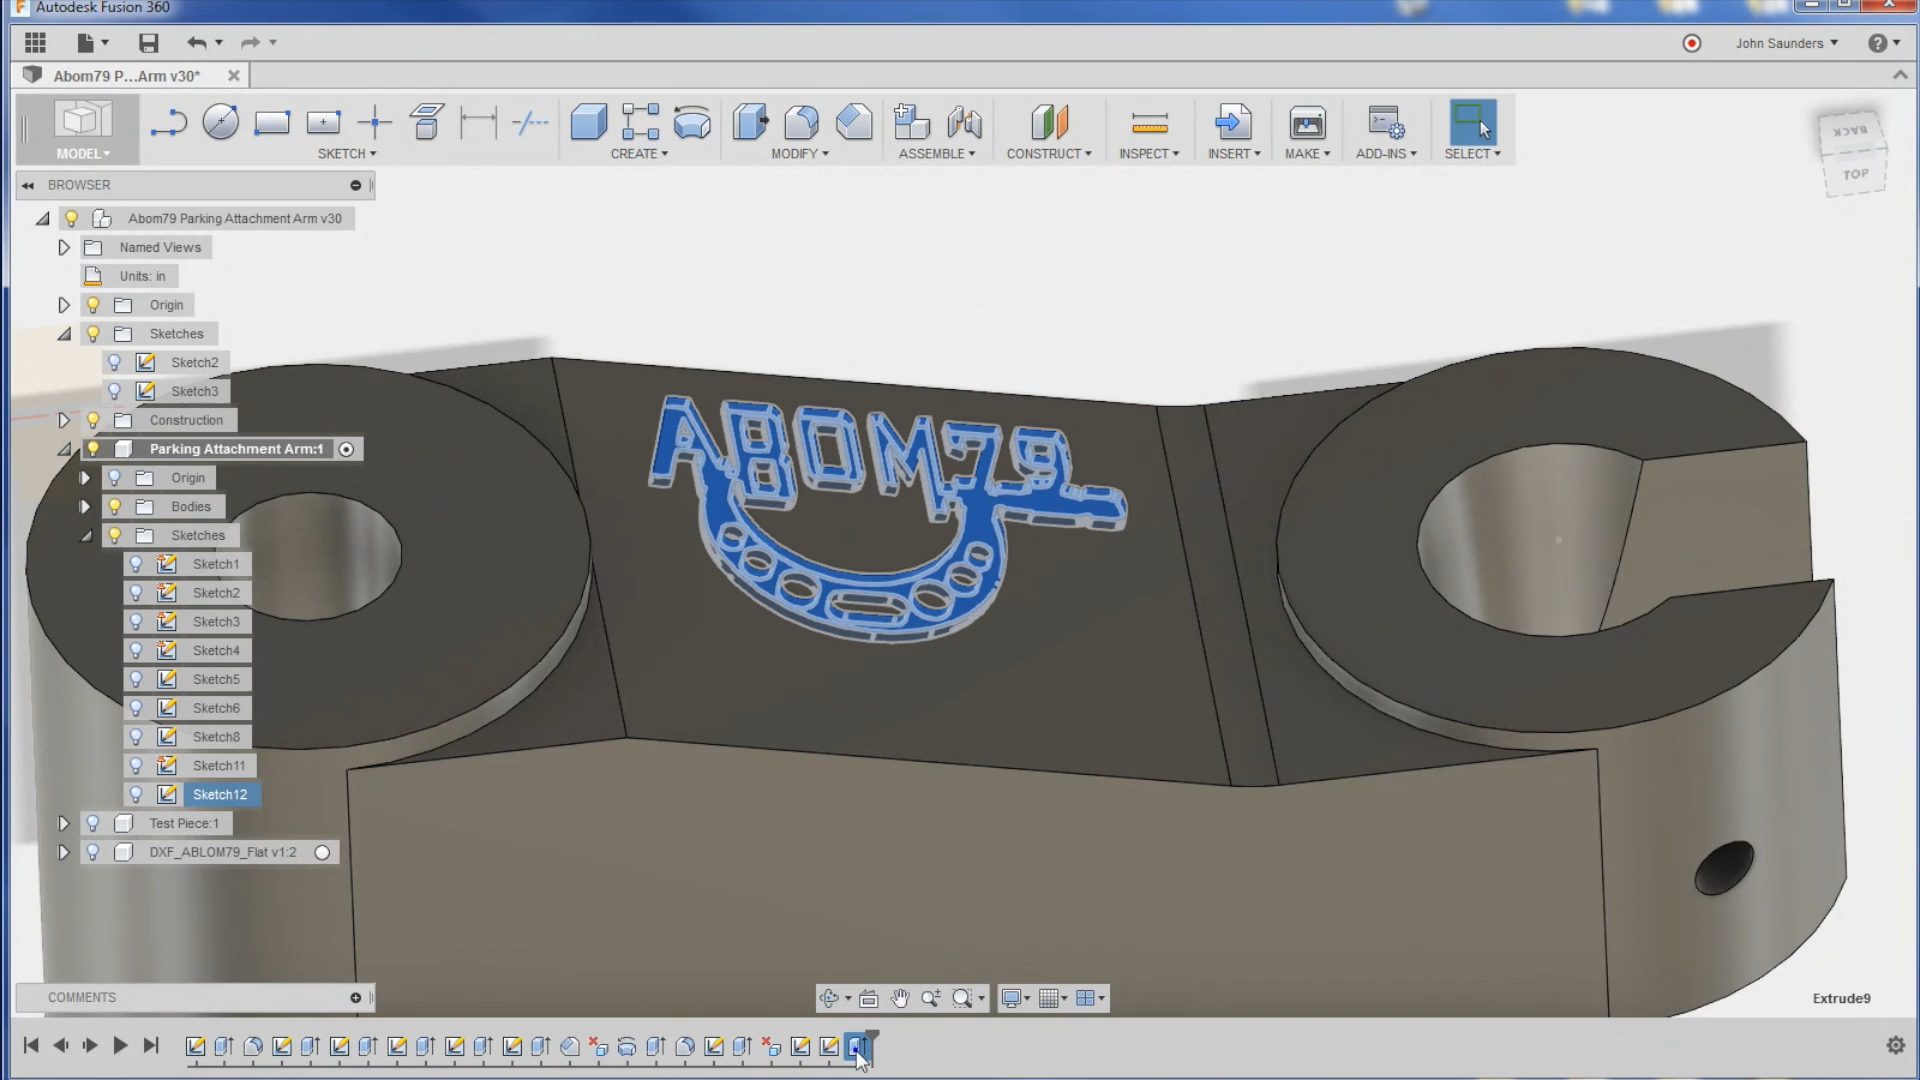 Autodesk Fusion 360
John Saunders
Abom79 P...Arm v30*
MODEL
SKETCH
CREATE
MODIFY
ASSEMBLE
CONSTRUCT
INSPECT
INSERT
MAKE
ADD-INS
SELECT
BACK
TOP
BROWSER
Abom79 Parking Attachment Arm v30
Named Views
Units: in
Origin
Sketches
Sketch2
Sketch3
Construction
Parking Attachment Arm:1
Origin
Bodies
Sketches
Sketch1
Sketch2
Sketch3
Sketch4
Sketch5
Sketch6
Sketch8
Sketch11
Sketch12
Test Piece:1
DXF_ABLOM79_Flat v1:2
ABOM79
COMMENTS
Extrude9